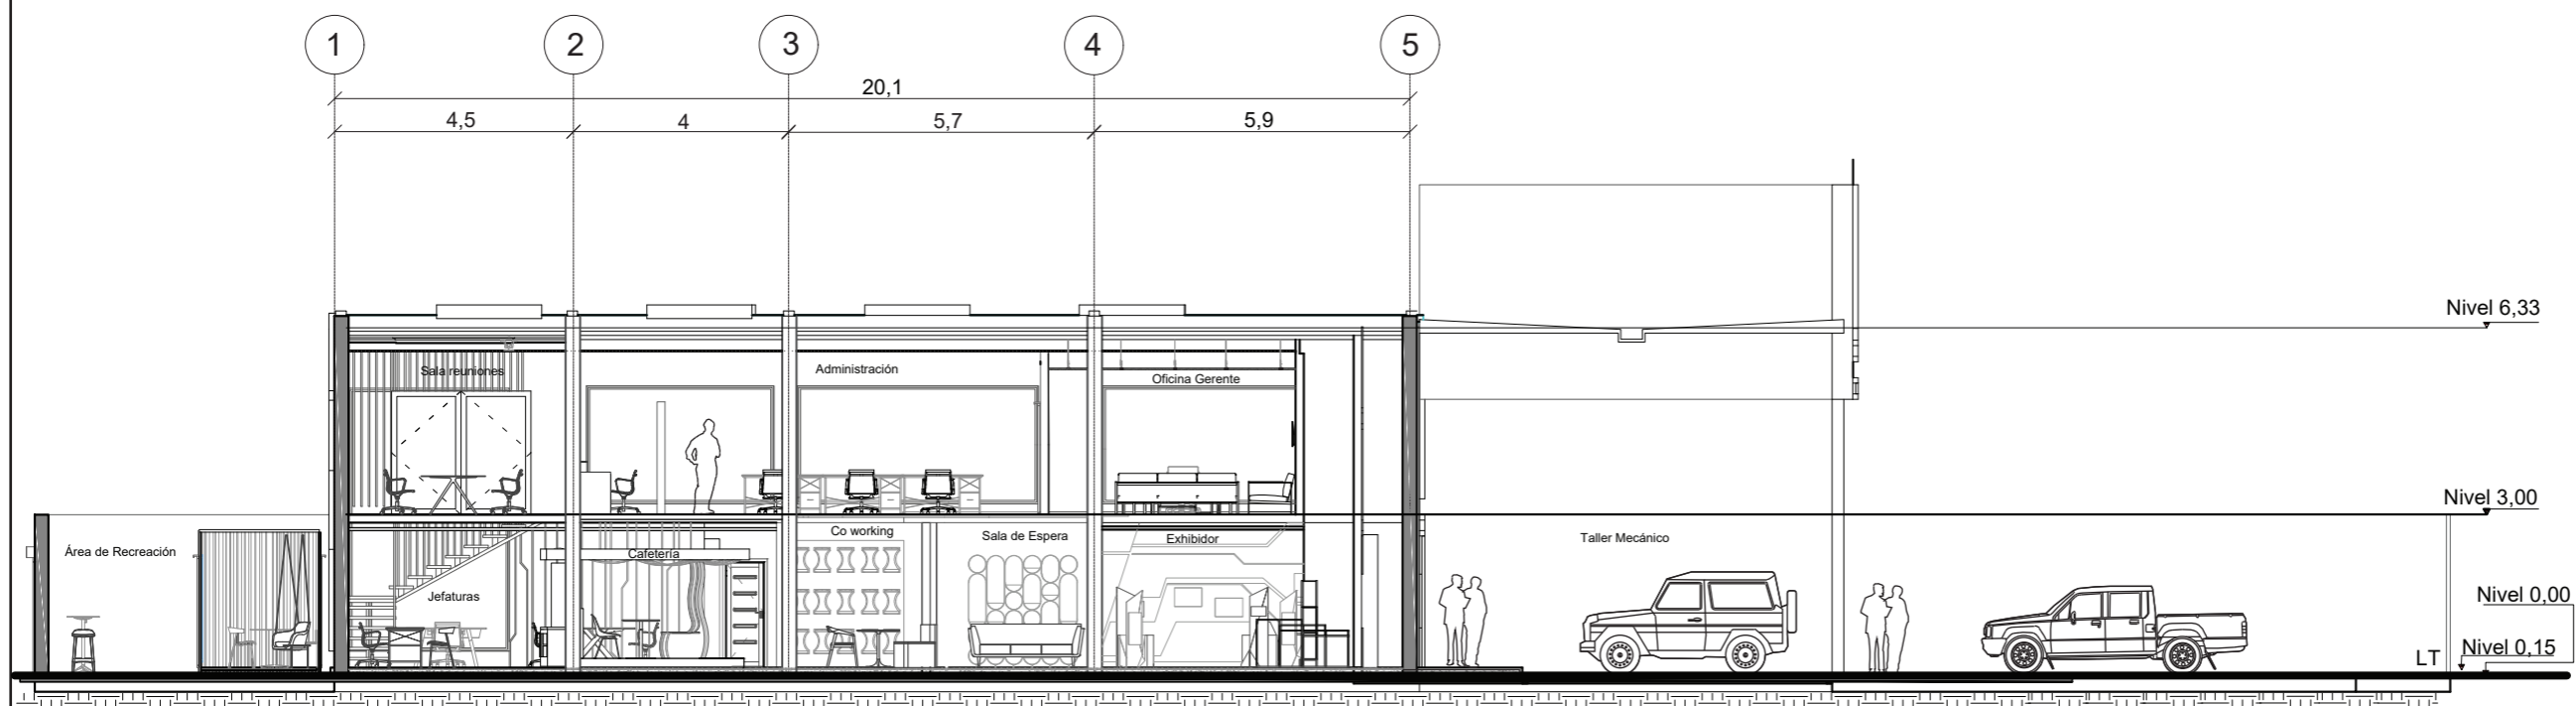 1
2
3
4
5
20,1
4,5
4
5,7
5,9
Nivel 6,33
Sala reuniones
Administración
Oficina Gerente
Nivel 3,00
Área de Recreación
Jefaturas
Cafetería
Co working
Sala de Espera
Exhibidor
Taller Mecánico
Nivel 0,00
LT
Nivel 0,15